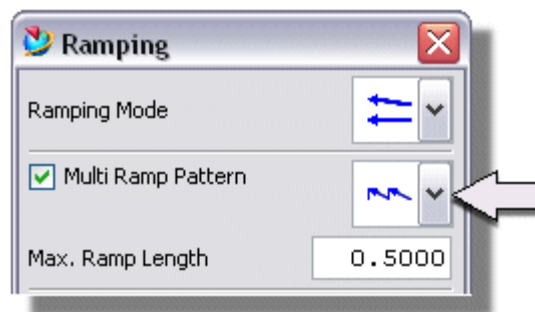 Ramping
Ramping Mode
Multi Ramp Pattern
Max. Ramp Length 0.5000